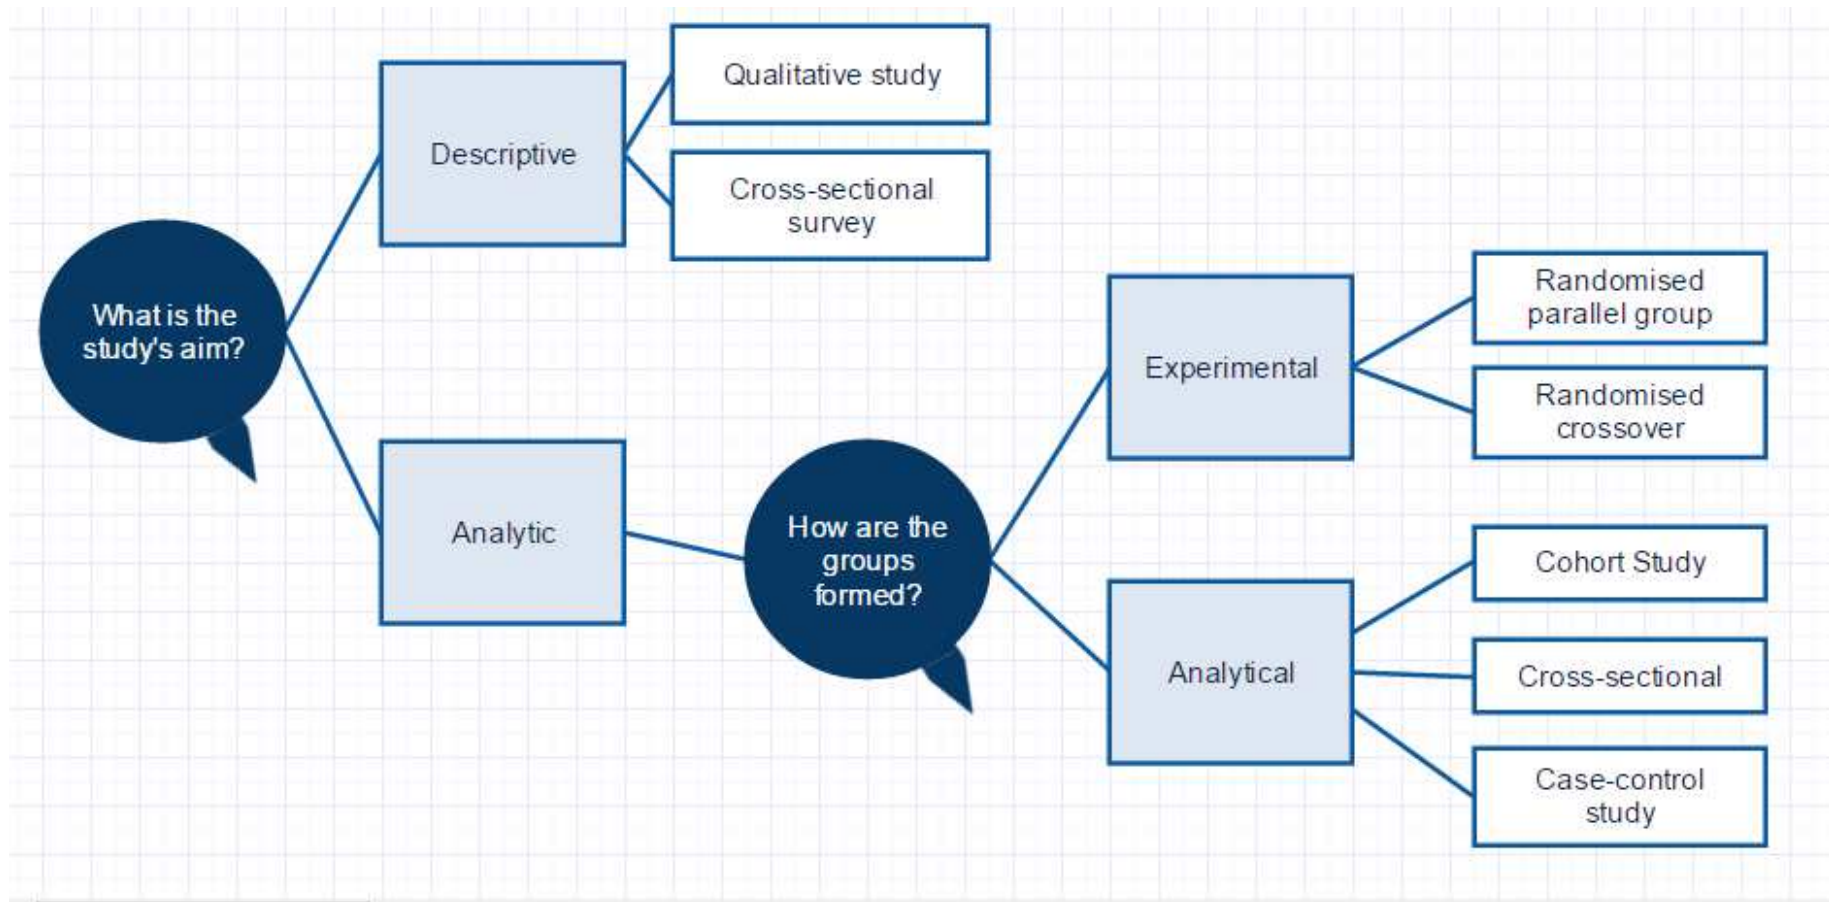 Qualitative study
Descriptive
Cross-sectional
survey
What is the
study's aim?
Analytic
How are the
groups
formed?
Experimental
Randomised
parallel group
Randomised
crossover
Analytical
Cohort Study
Cross-sectional
Case-control
study